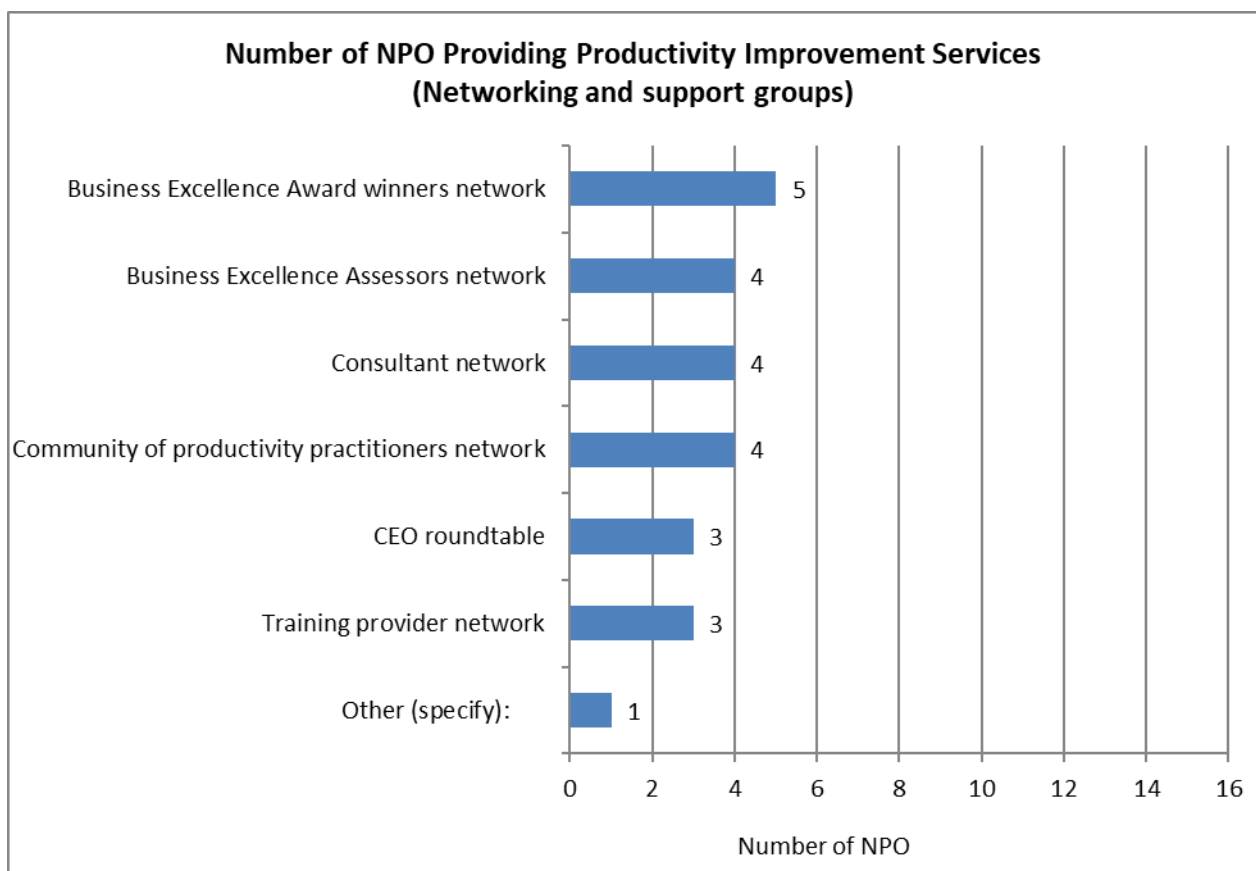 Number of NPO Providing Productivity Improvement Services
(Networking and support groups)
Business Excellence Award winners network
5
Business Excellence Assessors network
4
Consultant network
4
Community of productivity practitioners network
4
CEO roundtable
3
Training provider network
3
Other (specify):
1
0 2 4 6 8 10 12 14 16
Number of NPO